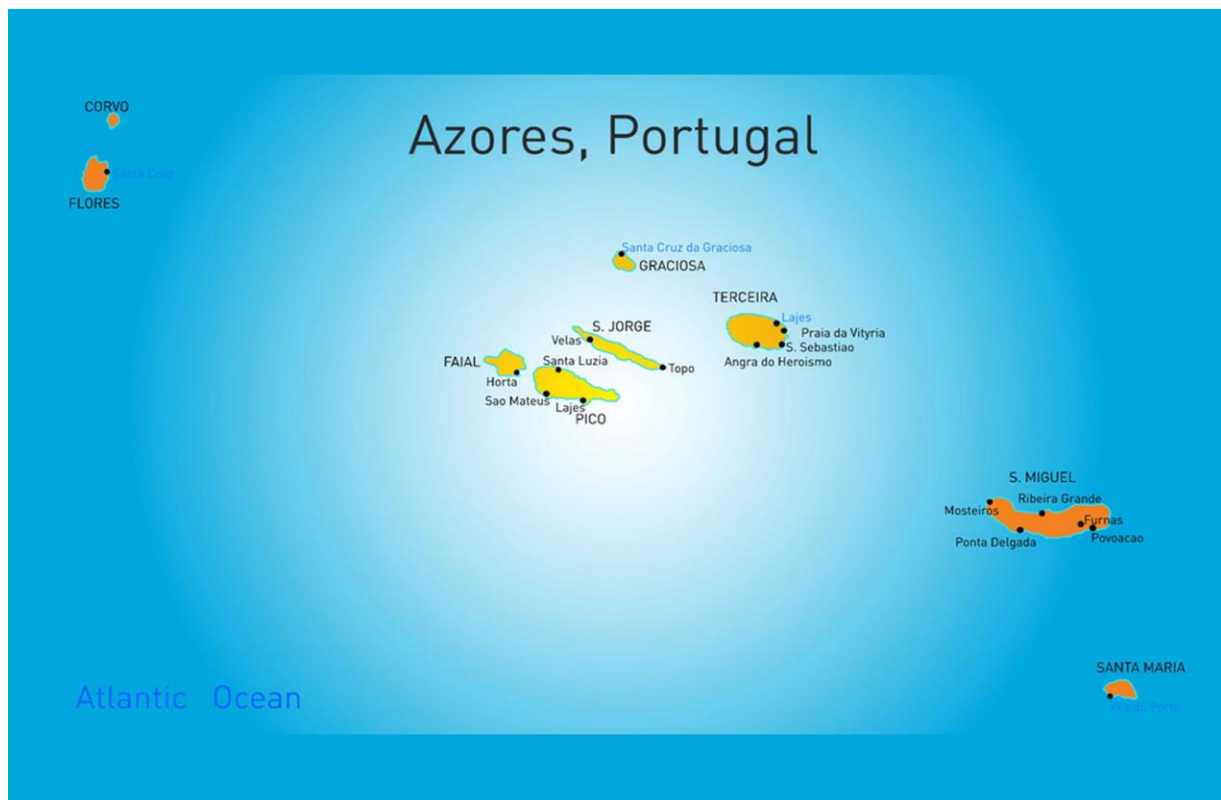 CORVO
Azores, Portugal
Santa Cruz
FLORES
Santa Cruz da Graciosa
GRACIOSA
TERCEIRA
Lajes
S. JORGE
Praia da Vityria
Velas
S. Sebastiao
FAIAL
Santa Luzia
Angra do Heroismo
Topo
Horta
Sao Mateus
Lajes
PICO
S. MIGUEL
Ribeira Grande
Mosteiros
Furnas
Ponta Delgada
Povoacao
SANTA MARIA
Atlantic Ocean
Vila do Porto